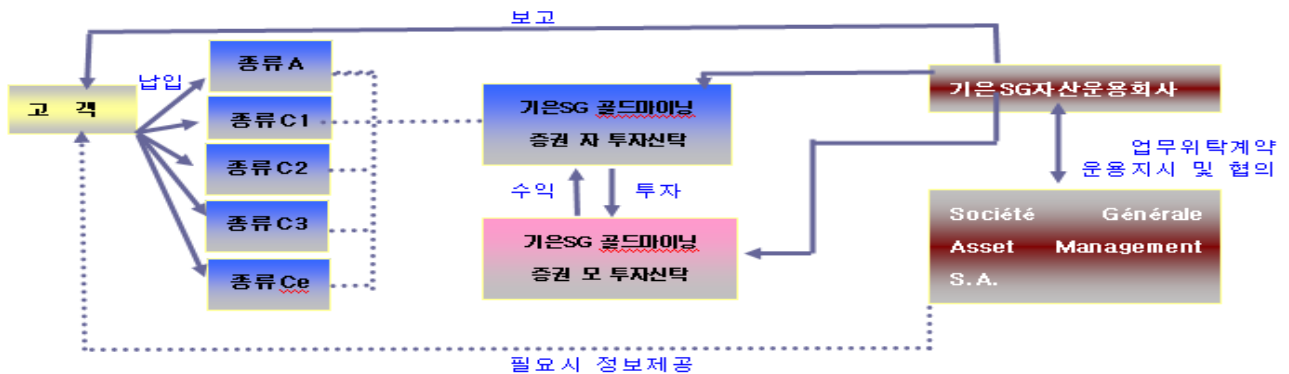 보고
납입
고 객
종류A
종류C1
종류C2
종류C3
종류Ce
기은SG 골드마이닝
증권 자 투자신탁
수익
투자
기은SG 골드마이닝
증권 모 투자신탁
기은SG자산운용회사
업무위탁계약
운용지시 및 협의
Société Générale
Asset Management
S.A.
필요시 정보제공